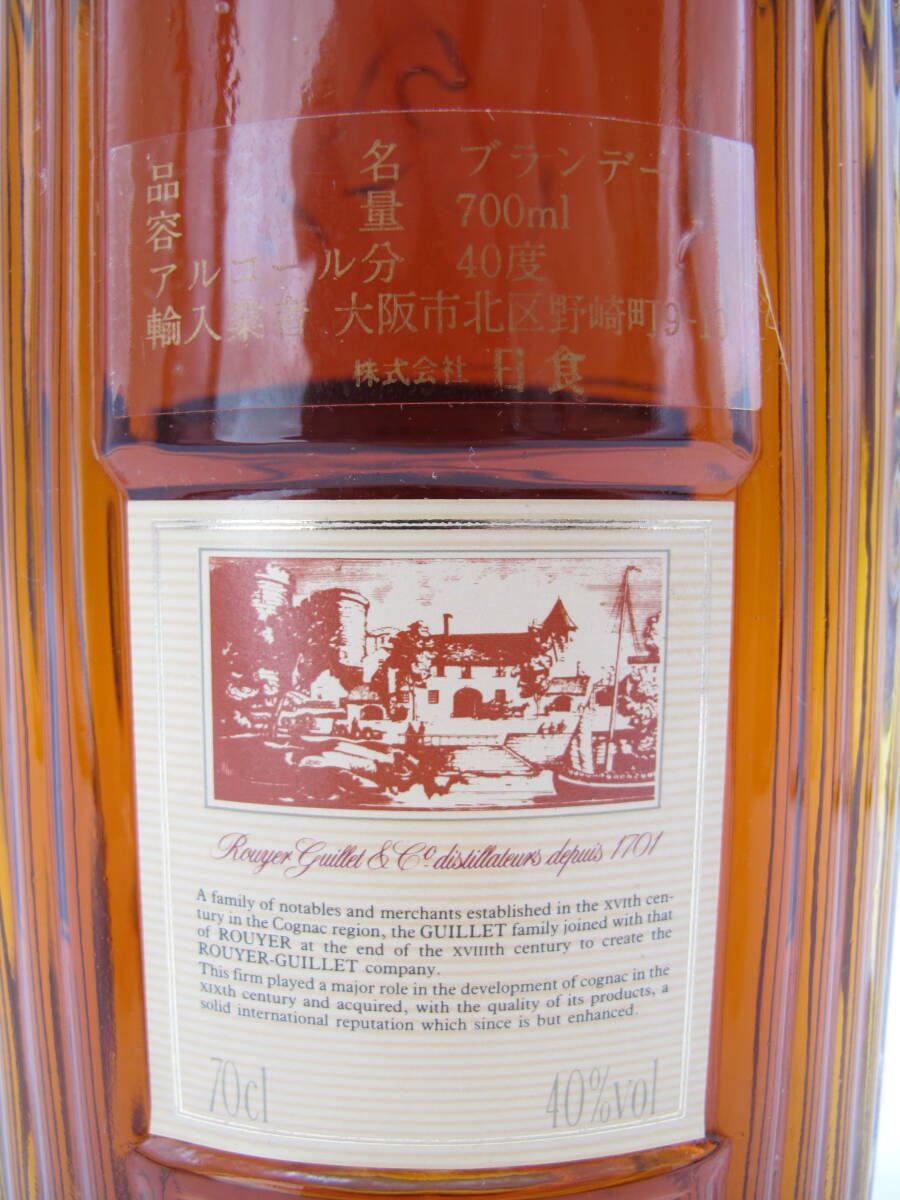 品名 ブランデー
容量 700ml
アルコール分 40度
輸入業者 大阪市北区野崎町
株式会社 日食
Rouyer Guillet & Co. distillateurs depuis 1701
A family of notables and merchants established in the XVIth cen-
tury in the Cognac region, the GUILLET family joined with that
of ROUYER at the end of the XVIIIth century to create the
ROUYER-GUILLET company.
This firm played a major role in the development of cognac in the
XIXth century and acquired, with the quality of its products, a
solid international reputation which since is but enhanced.
70cl 40%vol